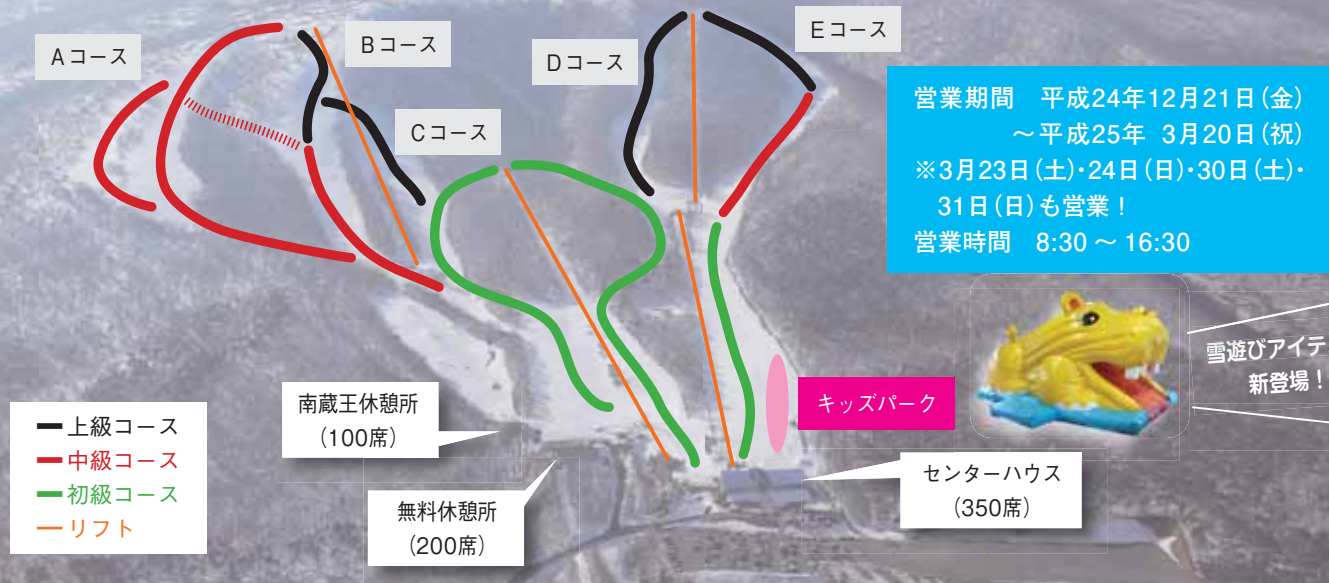 Aコース
Bコース
Cコース
Dコース
Eコース
営業期間 平成24年12月21日(金)
~平成25年 3月20日(祝)
※3月23日(土)・24日(日)・30日(土)・
31日(日)も営業!
営業時間 8:30 ~ 16:30
雪遊びアイテ
新登場!
キッズパーク
南蔵王休憩所
(100席)
無料休憩所
(200席)
センターハウス
(350席)
上級コース
中級コース
初級コース
リフト